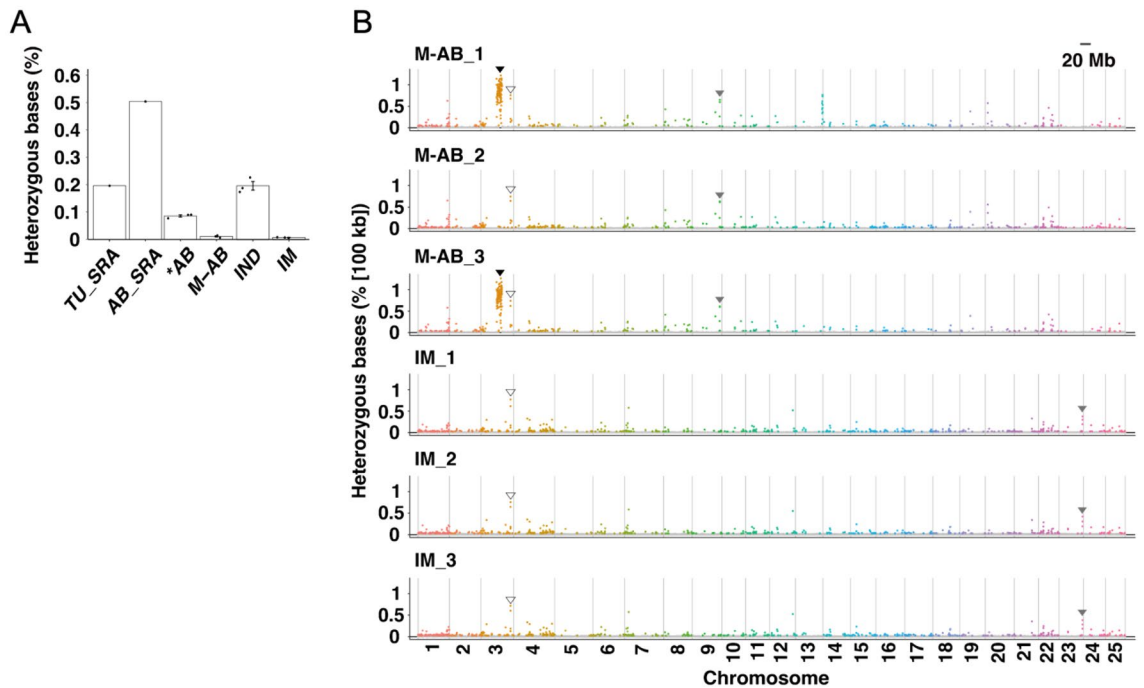 A
Heterozygous bases (%)
0.6
0.5
0.4
0.3
0.2
0.1
0
TU_SRA
AB_SRA
*AB
M-AB
IND
IM
B
Heterozygous bases (% [100 kb])
20 Mb
M-AB_1
1
0.5
0
M-AB_2
1
0.5
0
M-AB_3
1
0.5
0
IM_1
1
0.5
0
IM_2
1
0.5
0
IM_3
1
0.5
0
1 2 3 4 5 6 7 8 9 10 11 12 13 14 15 16 17 18 19 20 21 22 23 24 25
Chromosome